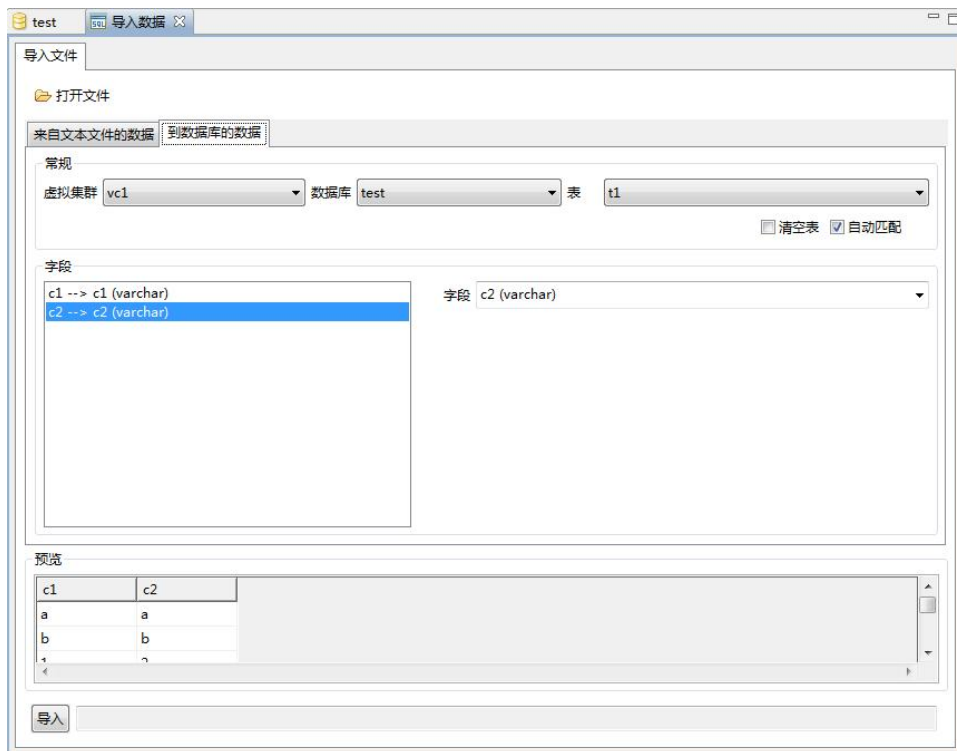 test SQL 导入数据
导入文件
打开文件
来自文本文件的数据 到数据库的数据
常规
虚拟集群 vc1 数据库 test 表 t1
清空表 自动匹配
字段
c1 --> c1 (varchar) 字段 c2 (varchar)
c2 --> c2 (varchar)
预览
c1 c2
a a
b b
1 2
导入